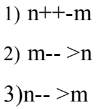 1) n++-m
2) m-- >n
3)n-- >m